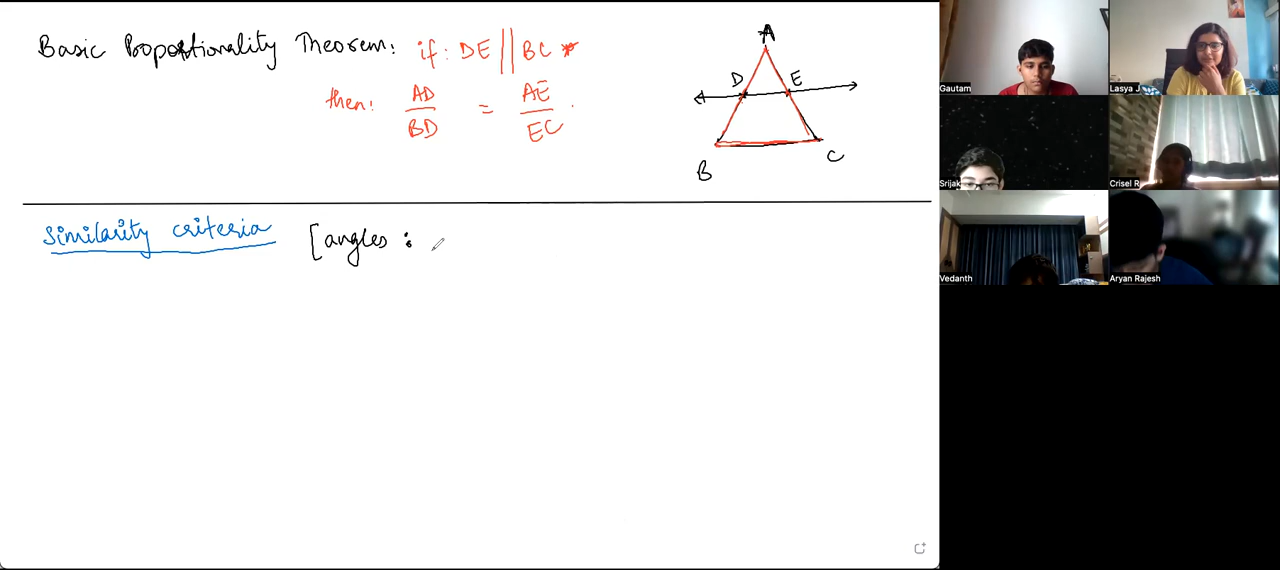 Basic Proportionality Theorem: if: DE || BC *
then: AD/BD = AE/EC.
A
D E
B C
Similarity criteria [angles :
Gautam
Lasya J
Srijak
Crisel R
Vedanth
Aryan Rajesh